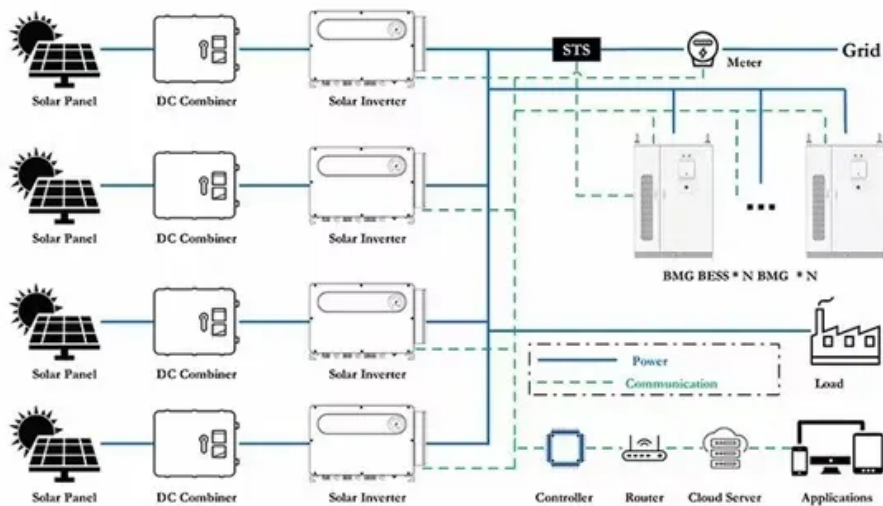 STS
Meter
Grid
Solar Panel
DC Combiner
Solar Inverter
Solar Panel
DC Combiner
Solar Inverter
BMG BESS * N BMG * N
Solar Panel
DC Combiner
Solar Inverter
Power
Communication
Load
Solar Panel
DC Combiner
Solar Inverter
Controller
Router
Cloud Server
Applications